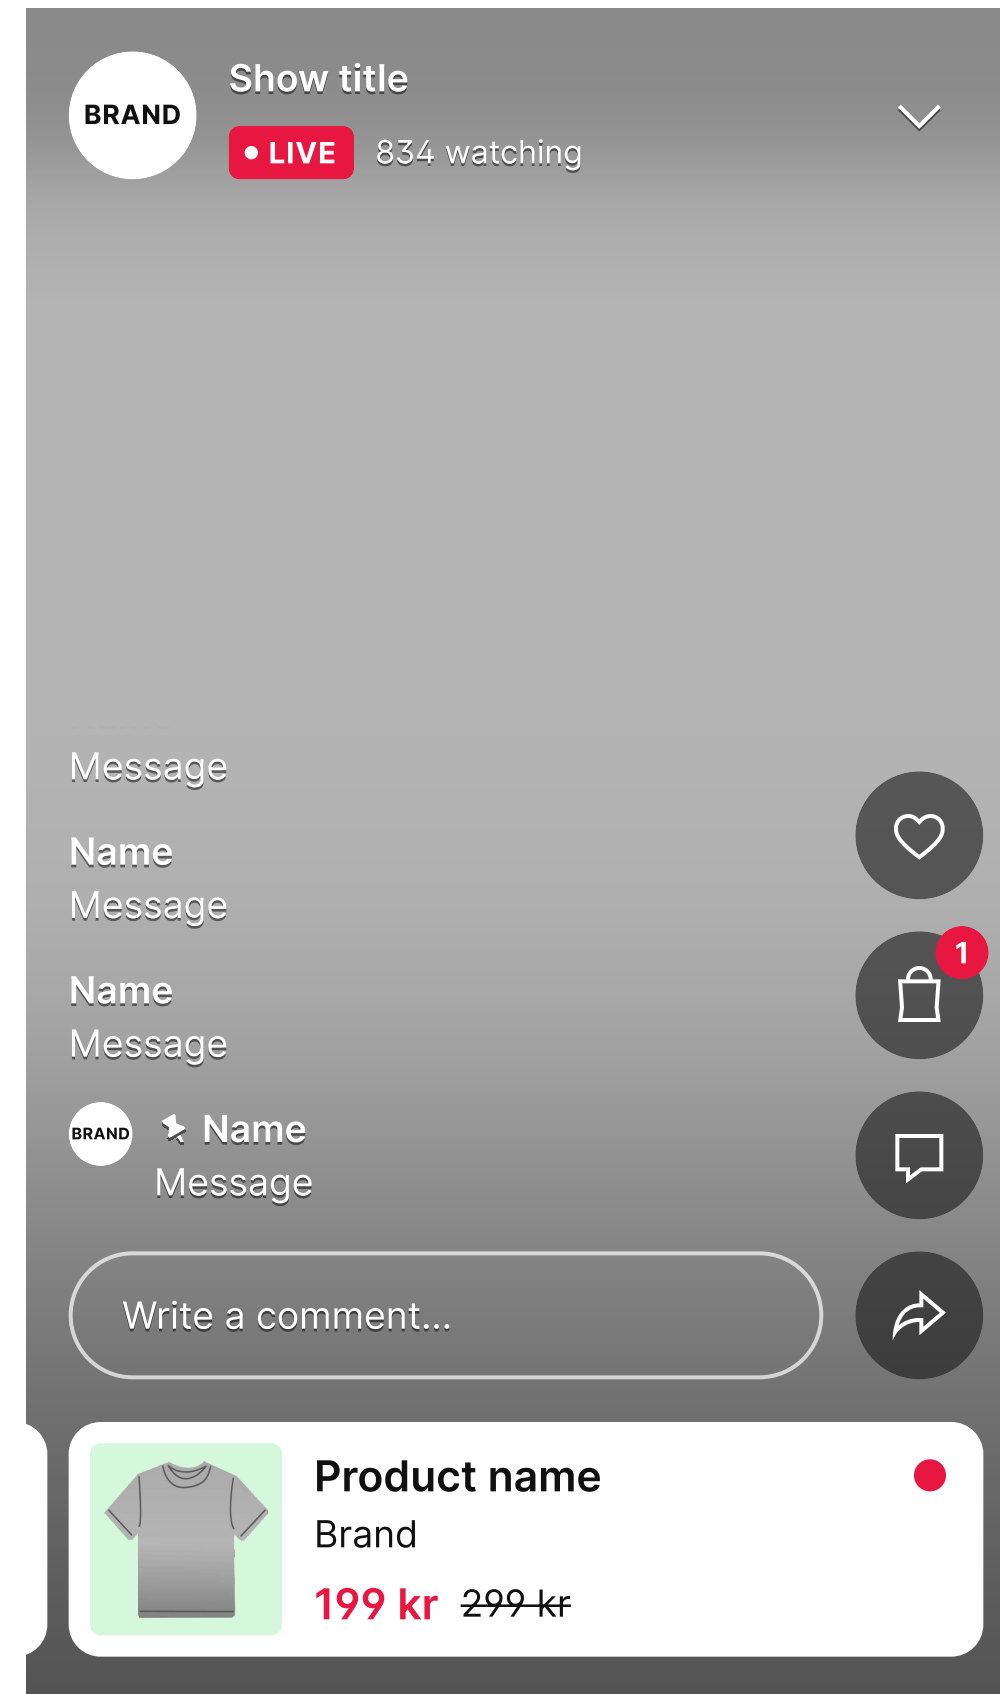 BRAND
Show title
LIVE
834 watching
Message
Name
Message
Name
Message
BRAND
Name
Message
Write a comment...
1
Product name
Brand
199 kr 299 kr